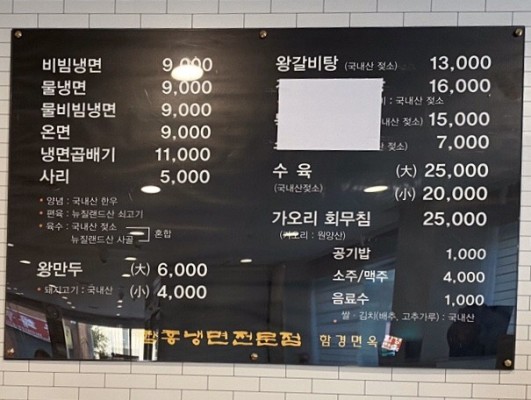 비빔냉면 9,000
물냉면 9,000
물비빔냉면 9,000
온면 9,000
냉면곱배기 11,000
사리 5,000
• 양념 : 국내산 한우
• 편육 : 뉴질랜드산 쇠고기
• 육수 : 국내산 젖소
뉴질랜드산 사골
혼합
왕만두 (大) 6,000
• 돼지고기 : 국내산 (小) 4,000
왕갈비탕 (국내산 젖소) 13,000
16,000
: 국내산 젖소
산 젖소) 15,000
내산 젖소) 7,000
수 육 (大) 25,000
(국내산젖소) (小) 20,000
가오리 회무침 25,000
(가오리 : 원양산)
공기밥 1,000
소주/맥주 4,000
음료수 1,000
• 쌀 · 김치(배추, 고추가루) : 국내산
함흥냉면전문점 함경면옥